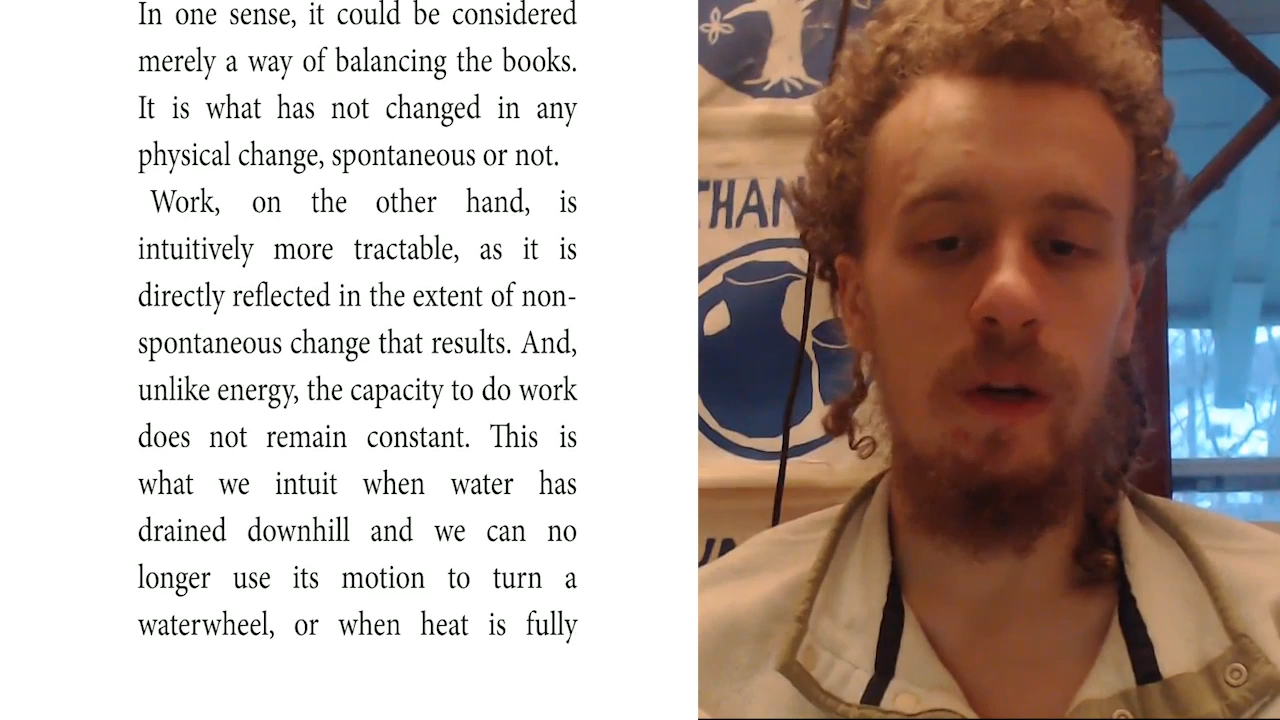 In one sense, it could be considered
merely a way of balancing the books.
It is what has not changed in any
physical change, spontaneous or not.
Work, on the other hand, is
intuitively more tractable, as it is
directly reflected in the extent of non-
spontaneous change that results. And,
unlike energy, the capacity to do work
does not remain constant. This is
what we intuit when water has
drained downhill and we can no
longer use its motion to turn a
waterwheel, or when heat is fully
THAN